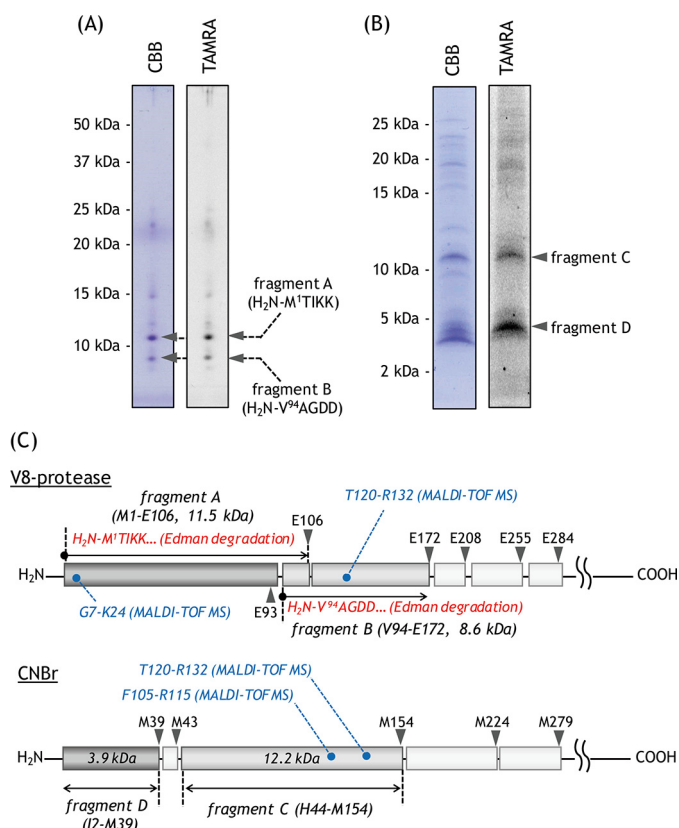 (A)
CBB
TAMRA
50 kDa -
37 kDa -
25 kDa -
20 kDa -
15 kDa -
10 kDa -
fragment A
(H₂N-M¹TIKK)
fragment B
(H₂N-V⁹⁴AGDD)
(B)
CBB
TAMRA
25 kDa -
20 kDa -
15 kDa -
10 kDa -
5 kDa -
2 kDa -
fragment C
fragment D
(C)
V8-protease
fragment A
(M1-E106, 11.5 kDa)
T120-R132 (MALDI-TOF MS)
H₂N-M¹TIKK... (Edman degradation)
E106
E172
E208
E255
E284
H₂N
COOH
G7-K24 (MALDI-TOF MS)
E93
H₂N-V⁹⁴AGDD... (Edman degradation)
fragment B (V94-E172, 8.6 kDa)
CNBr
T120-R132 (MALDI-TOF MS)
F105-R115 (MALDI-TOF MS)
M39
M43
M154
M224
M279
H₂N
3.9 kDa
12.2 kDa
COOH
fragment D
(I2-M39)
fragment C (H44-M154)